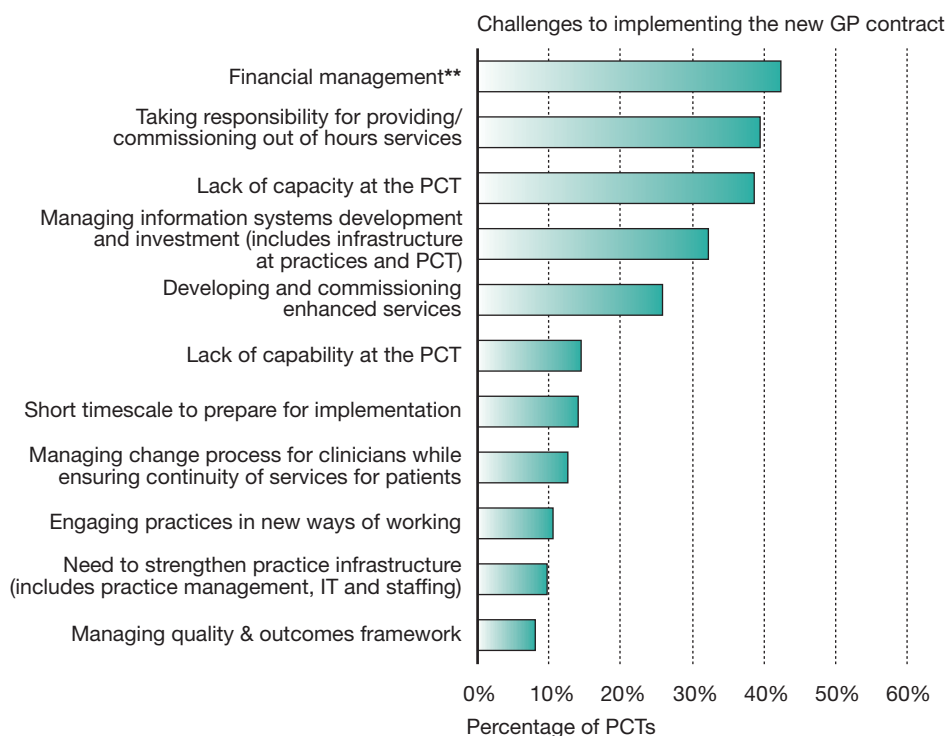 Challenges to implementing the new GP contract
Financial management**
Taking responsibility for providing/
commissioning out of hours services
Lack of capacity at the PCT
Managing information systems development
and investment (includes infrastructure
at practices and PCT)
Developing and commissioning
enhanced services
Lack of capability at the PCT
Short timescale to prepare for implementation
Managing change process for clinicians while
ensuring continuity of services for patients
Engaging practices in new ways of working
Need to strengthen practice infrastructure
(includes practice management, IT and staffing)
Managing quality & outcomes framework
0% 10% 20% 30% 40% 50% 60%
Percentage of PCTs